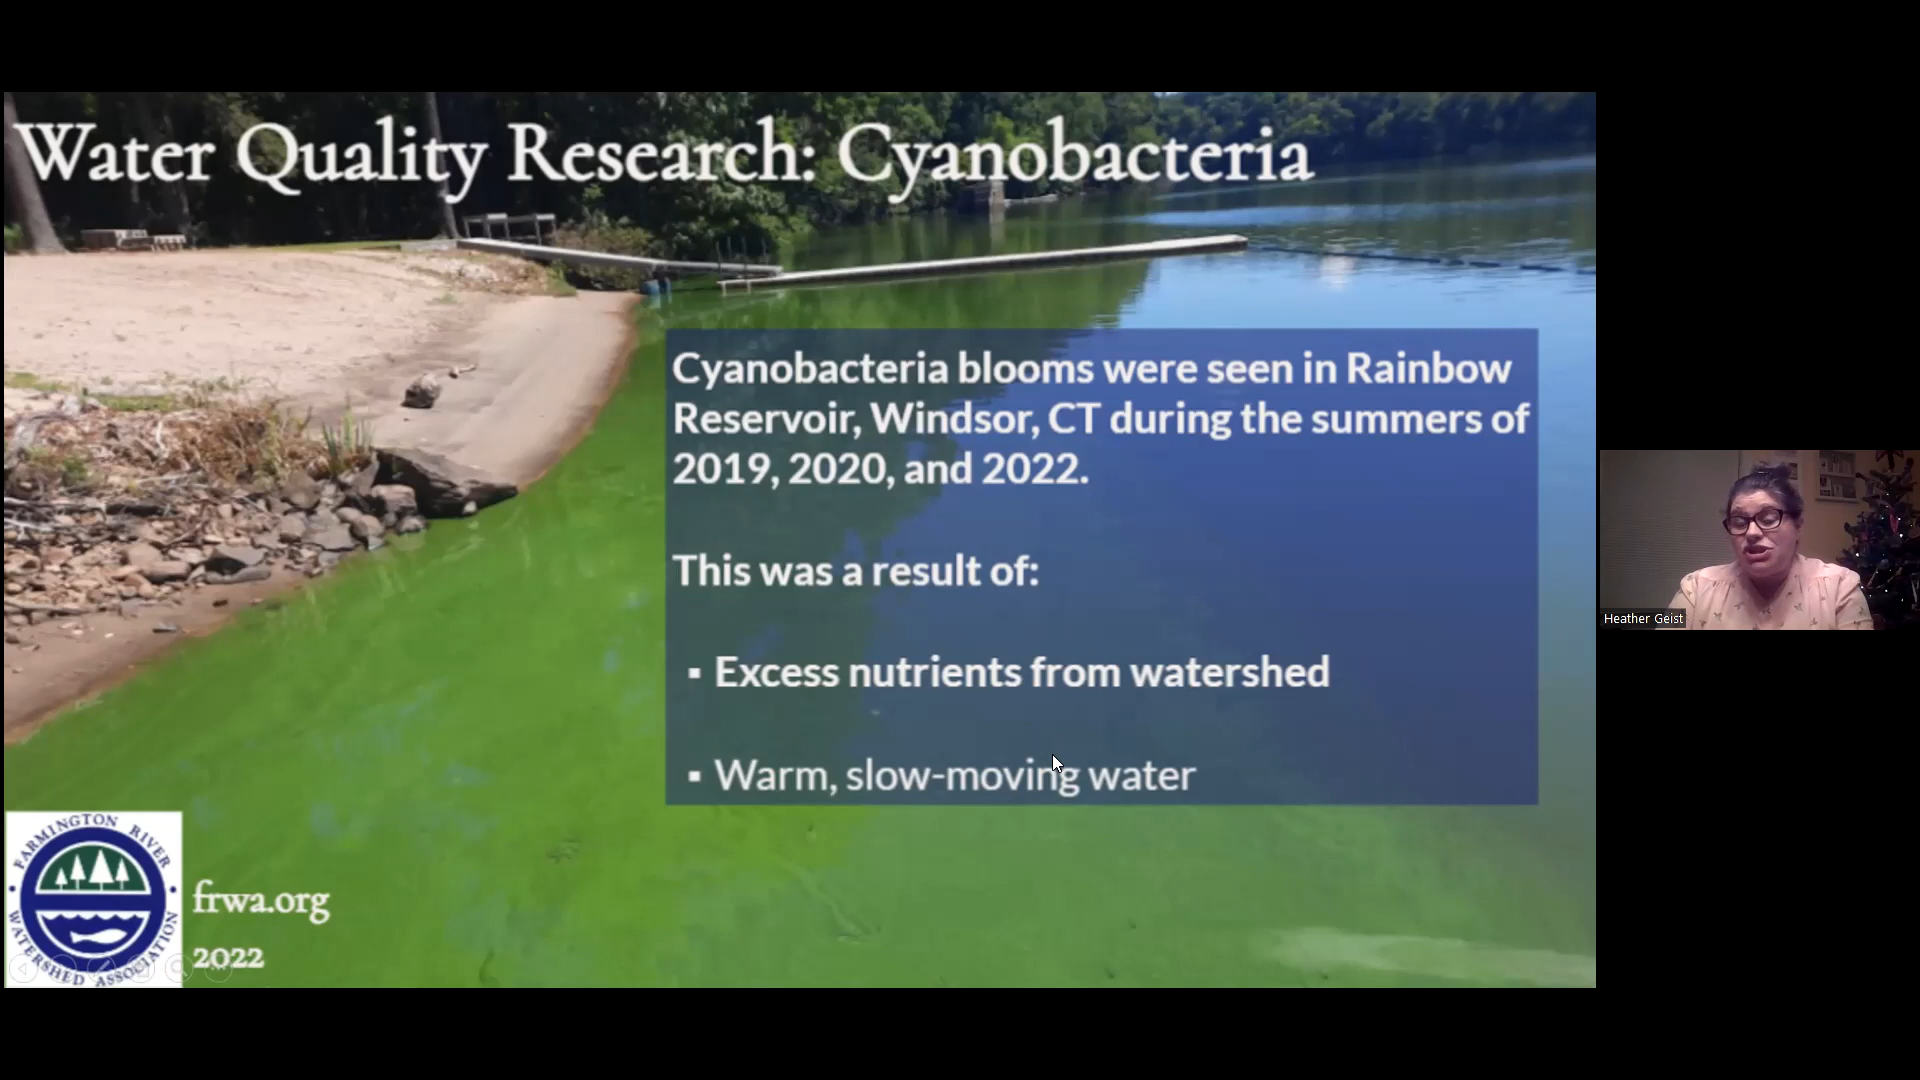 Water Quality Research: Cyanobacteria
Cyanobacteria blooms were seen in Rainbow
Reservoir, Windsor, CT during the summers of
2019, 2020, and 2022.
This was a result of:
▪ Excess nutrients from watershed
▪ Warm, slow-moving water
Heather Geist
FARMINGTON RIVER
WATERSHED ASSOCIATION
frwa.org
2022